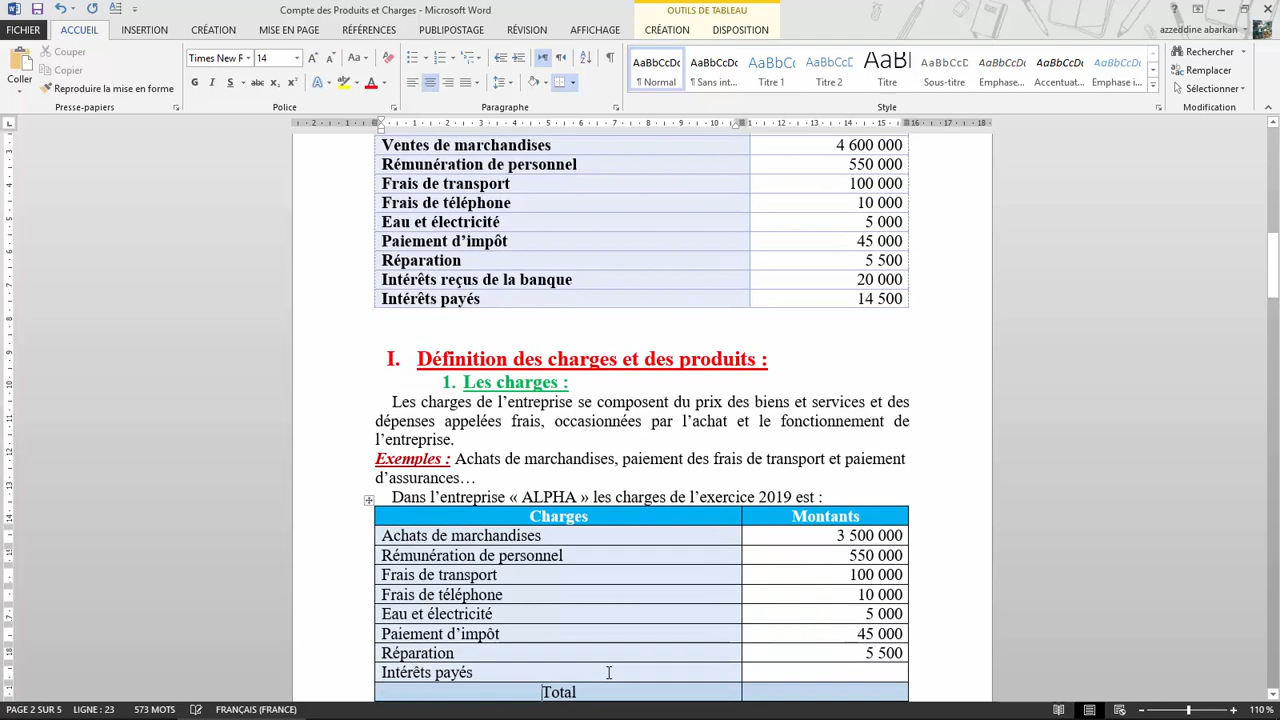 Compte des Produits et Charges - Microsoft Word
OUTILS DE TABLEAU
FICHIER ACCUEIL INSERTION CRÉATION MISE EN PAGE RÉFÉRENCES PUBLIPOSTAGE RÉVISION AFFICHAGE CRÉATION DISPOSITION azzeddine abarkan
Coller
Couper
Copier
Reproduire la mise en forme
Presse-papiers
Times New R 14
Police
Paragraphe
AaBbCcDc AaBbCcDc AaBbC AaBbCcD AaBl AaBbCcD AaBbCcDc AaBbCcDc AaBbCcDc
¶ Normal ¶ Sans int... Titre 1 Titre 2 Titre Sous-titre Emphase... Accentuat... Emphase i...
Style
Rechercher
Remplacer
Sélectionner
Modification
Ventes de marchandises 4 600 000
Rémunération de personnel 550 000
Frais de transport 100 000
Frais de téléphone 10 000
Eau et électricité 5 000
Paiement d’impôt 45 000
Réparation 5 500
Intérêts reçus de la banque 20 000
Intérêts payés 14 500
I. Définition des charges et des produits :
1. Les charges :
Les charges de l’entreprise se composent du prix des biens et services et des
dépenses appelées frais, occasionnées par l’achat et le fonctionnement de
l’entreprise.
Exemples : Achats de marchandises, paiement des frais de transport et paiement
d’assurances…
Dans l’entreprise « ALPHA » les charges de l’exercice 2019 est :
Charges Montants
Achats de marchandises 3 500 000
Rémunération de personnel 550 000
Frais de transport 100 000
Frais de téléphone 10 000
Eau et électricité 5 000
Paiement d’impôt 45 000
Réparation 5 500
Intérêts payés
Total
PAGE 2 SUR 5 LIGNE : 23 573 MOTS FRANÇAIS (FRANCE) 110 %